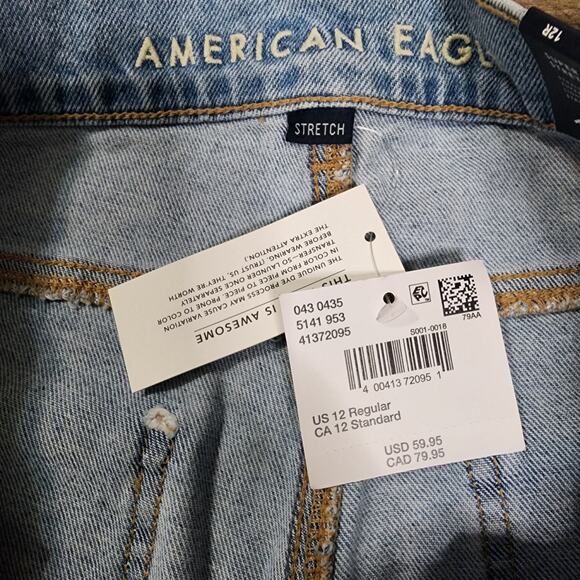 AMERICAN EAGL
12R
STRETCH
THIS
IS AWESOME
THE UNIQUE DYE PROCESS MAY CAUSE VARIATION
IN COLOR FROM PIECE TO PIECE & PRONE TO COLOR
TRANSFER—SO LAUNDER ONCE SEPARATELY
BEFORE WEARING. (TRUST US, THEY'RE WORTH
THE EXTRA ATTENTION.)
043 0435
5141 953
41372095
79AA
S001-0018
4 00413 72095 1
US 12 Regular
CA 12 Standard
USD 59.95
CAD 79.95